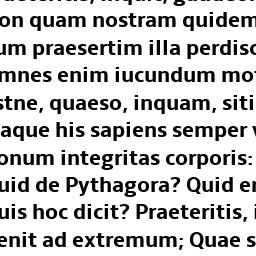 on quam nostram quidem
um praesertim illa perdisc
mnes enim iucundum mot
stne, quaeso, inquam, siti
aque his sapiens semper v
onum integritas corporis:
uid de Pythagora? Quid en
uis hoc dicit? Praeteritis, i
enit ad extremum; Quae s